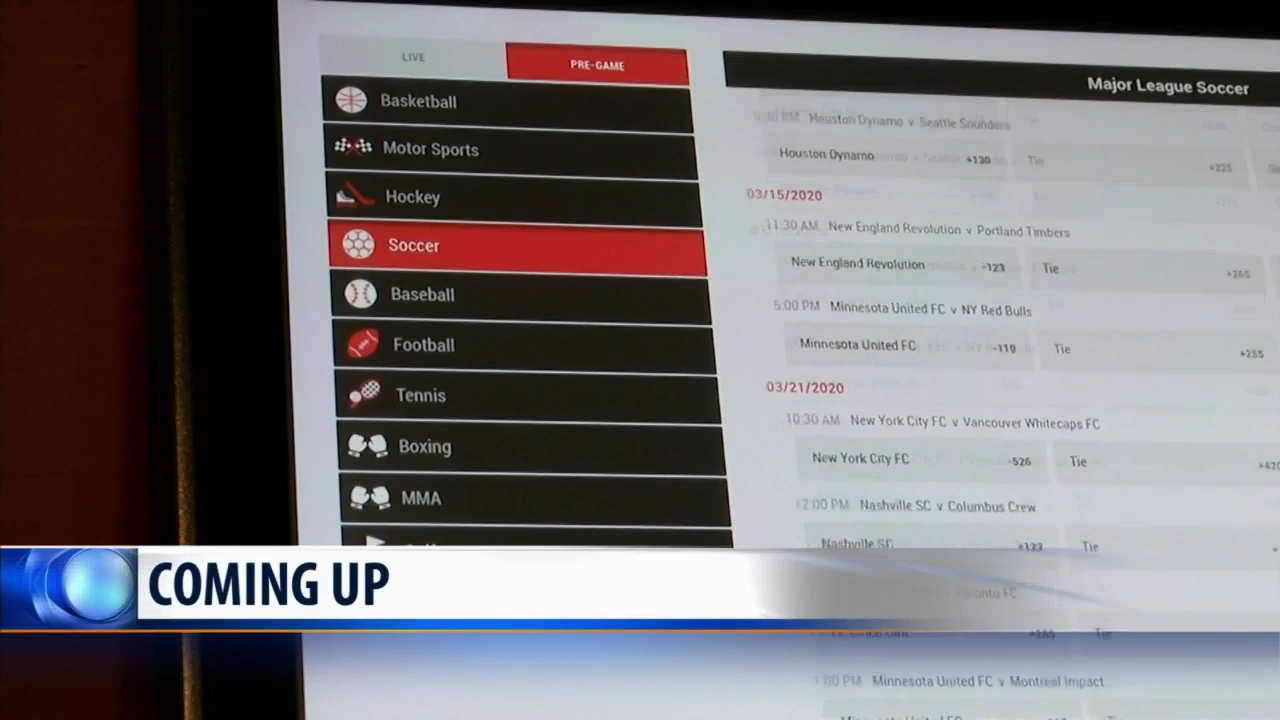 LIVE
PRE-GAME
Basketball
Motor Sports
Hockey
Soccer
Baseball
Football
Tennis
Boxing
MMA
Major League Soccer
Houston Dynamo v Seattle Sounders
Houston Dynamo +130 Tie +225
03/15/2020
11:30 AM New England Revolution v Portland Timbers
New England Revolution -123 Tie +265
5:00 PM Minnesota United FC v NY Red Bulls
Minnesota United FC -110 Tie
03/21/2020
10:30 AM New York City FC v Vancouver Whitecaps FC
New York City FC -526 Tie
12:00 PM Nashville SC v Columbus Crew
Nashville SC Tie
Toronto FC
Tie
1:00 PM Minnesota United FC v Montreal Impact
COMING UP